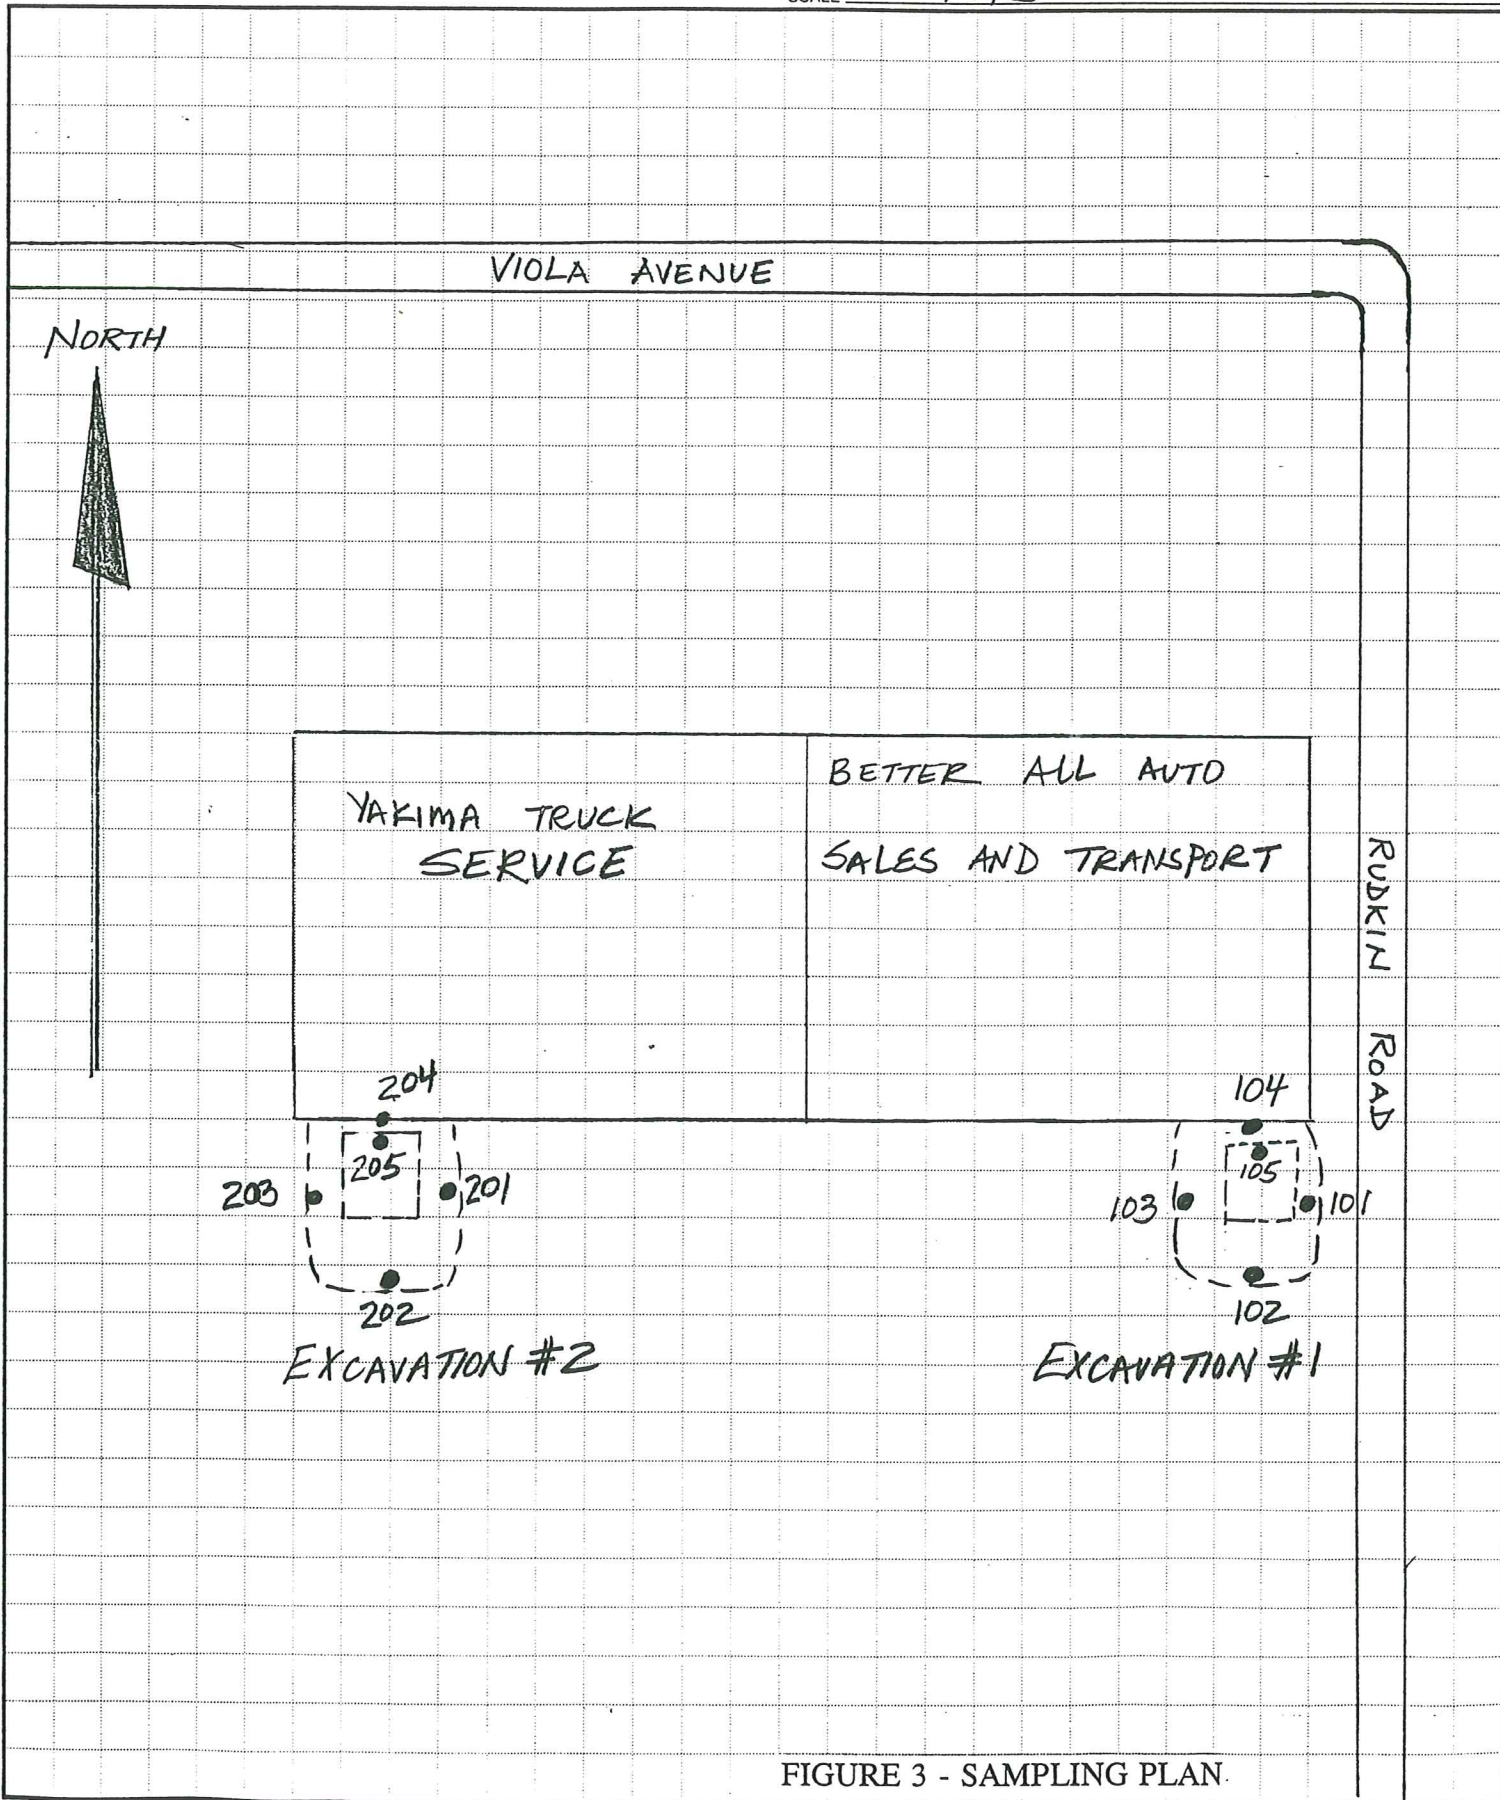 SCALE
VIOLA AVENUE
NORTH
YAKIMA TRUCK
SERVICE
BETTER ALL AUTO
SALES AND TRANSPORT
RUDKIN ROAD
204
205
203
201
202
EXCAVATION #2
104
105
103
101
102
EXCAVATION #1
FIGURE 3 - SAMPLING PLAN